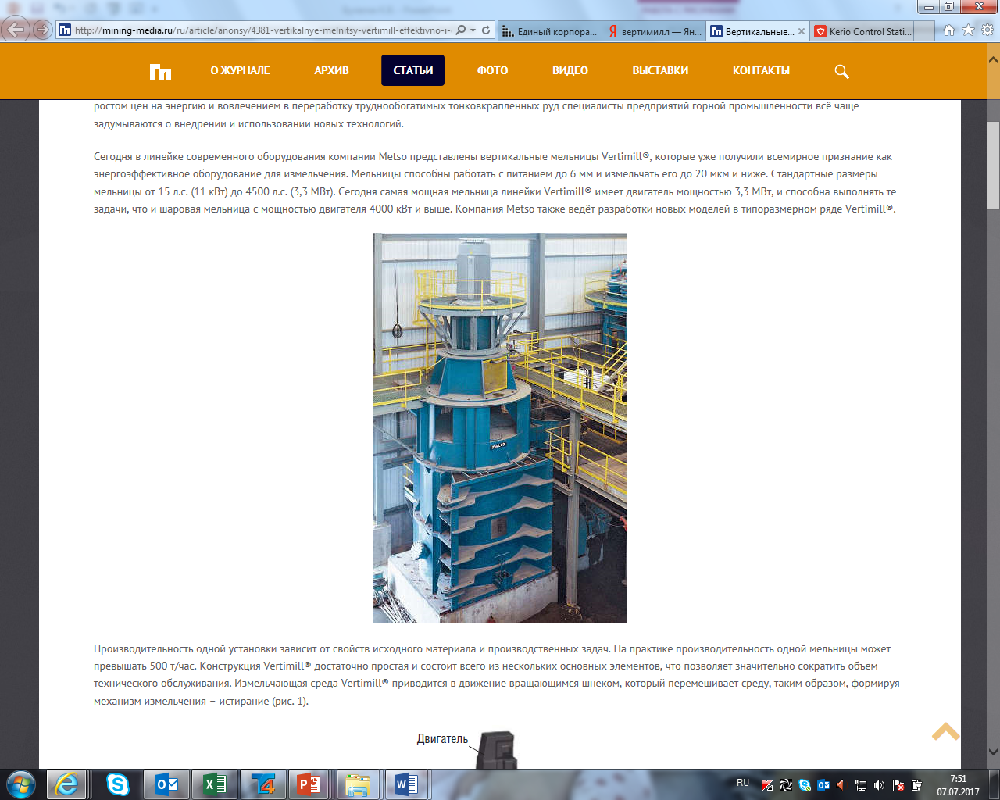 http://mining-media.ru/ru/article/anonsy/4381-vertikalnye-melnitsy-vertimill-effektivno-i-
Единый корпора...
вертимилл — Ян...
Вертикальные...
Kerio Control Stati...
О ЖУРНАЛЕ
АРХИВ
СТАТЬИ
ФОТО
ВИДЕО
ВЫСТАВКИ
КОНТАКТЫ
ростом цен на энергию и вовлечением в переработку труднообогатимых тонковкрапленных руд специалисты предприятий горной промышленности всё чаще
задумываются о внедрении и использовании новых технологий.
Сегодня в линейке современного оборудования компании Metso представлены вертикальные мельницы Vertimill®, которые уже получили всемирное признание как
энергоэффективное оборудование для измельчения. Мельницы способны работать с питанием до 6 мм и измельчать его до 20 мкм и ниже. Стандартные размеры
мельницы от 15 л.с. (11 кВт) до 4500 л.с. (3,3 МВт). Сегодня самая мощная мельница линейки Vertimill® имеет двигатель мощностью 3,3 МВт, и способна выполнять те
задачи, что и шаровая мельница с мощностью двигателя 4000 кВт и выше. Компания Metso также ведёт разработки новых моделей в типоразмерном ряде Vertimill®.
Производительность одной установки зависит от свойств исходного материала и производственных задач. На практике производительность одной мельницы может
превышать 500 т/час. Конструкция Vertimill® достаточно простая и состоит всего из нескольких основных элементов, что позволяет значительно сократить объём
технического обслуживания. Измельчающая среда Vertimill® приводится в движение вращающимся шнеком, который перемешивает среду, таким образом, формируя
механизм измельчения – истирание (рис. 1).
Двигатель
RU
7:51
07.07.2017